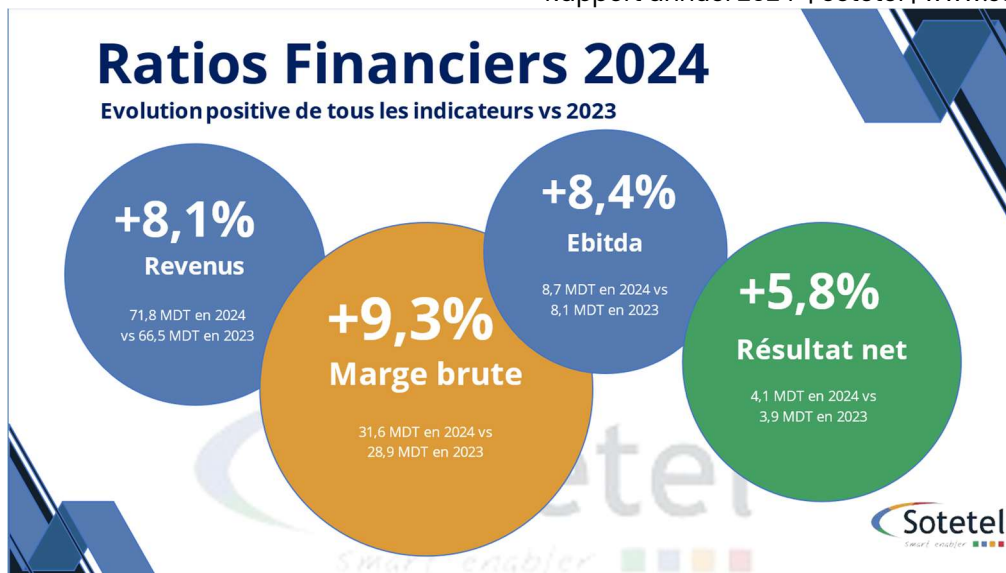 Ratios Financiers 2024
Evolution positive de tous les indicateurs vs 2023
+8,1%
Revenus
71,8 MDT en 2024
vs 66,5 MDT en 2023
+9,3%
Marge brute
31,6 MDT en 2024 vs
28,9 MDT en 2023
+8,4%
Ebitda
8,7 MDT en 2024 vs
8,1 MDT en 2023
+5,8%
Résultat net
4,1 MDT en 2024 vs
3,9 MDT en 2023
Sotetel
smart enabler
smart enabler